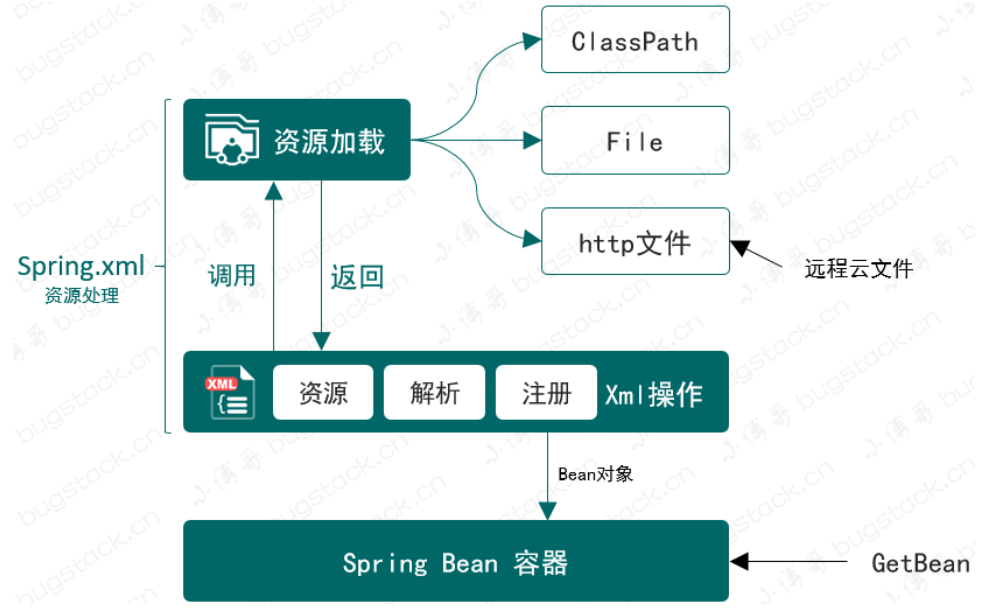 ClassPath
资源加载
File
http文件
远程云文件
Spring.xml
资源处理
调用
返回
XML
资源
解析
注册
Xml操作
Bean对象
Spring Bean 容器
GetBean
小傅哥 bugstack.cn